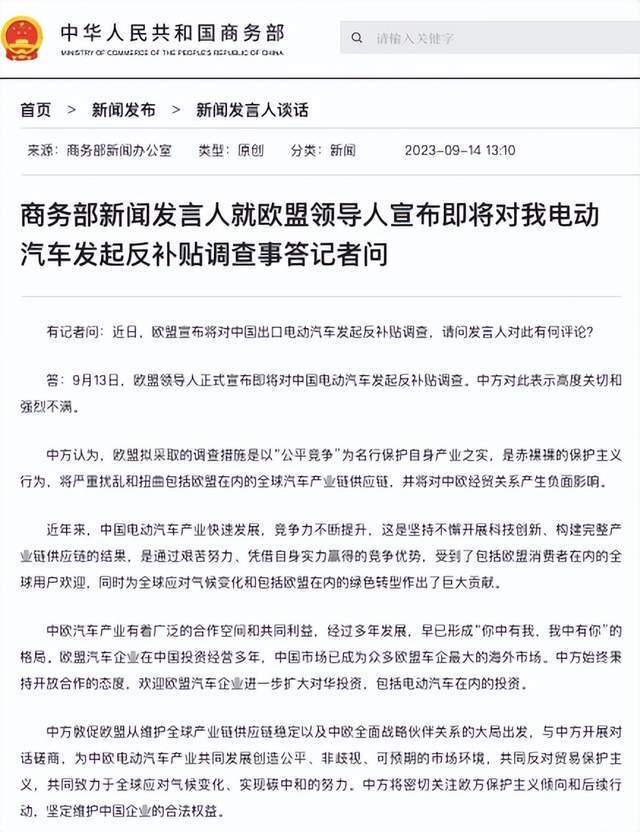 中华人民共和国商务部
MINISTRY OF COMMERCE OF THE PEOPLE'S REPUBLIC OF CHINA
请输入关键字
首页 > 新闻发布 > 新闻发言人谈话
来源：商务部新闻办公室 类型：原创 分类：新闻 2023-09-14 13:10
商务部新闻发言人就欧盟领导人宣布即将对我电动
汽车发起反补贴调查事答记者问
有记者问：近日，欧盟宣布将对中国出口电动汽车发起反补贴调查，请问发言人对此有何评论？
答：9月13日，欧盟领导人正式宣布即将对中国电动汽车发起反补贴调查。中方对此表示高度关切和
强烈不满。
中方认为，欧盟拟采取的调查措施是以“公平竞争”为名行保护自身产业之实，是赤裸裸的保护主义
行为，将严重扰乱和扭曲包括欧盟在内的全球汽车产业链供应链，并将对中欧经贸关系产生负面影响。
近年来，中国电动汽车产业快速发展，竞争力不断提升，这是坚持不懈开展科技创新、构建完整产
业链供应链的结果，是通过艰苦努力、凭借自身实力赢得的竞争优势，受到了包括欧盟消费者在内的全
球用户欢迎，同时为全球应对气候变化和包括欧盟在内的绿色转型作出了巨大贡献。
中欧汽车产业有着广泛的合作空间和共同利益，经过多年发展，早已形成“你中有我，我中有你”的
格局。欧盟汽车企业在中国投资经营多年，中国市场已成为众多欧盟车企最大的海外市场。中方始终秉
持开放合作的态度，欢迎欧盟汽车企业进一步扩大对华投资，包括电动汽车在内的投资。
中方敦促欧盟从维护全球产业链供应链稳定以及中欧全面战略伙伴关系的大局出发，与中方开展对
话磋商，为中欧电动汽车产业共同发展创造公平、非歧视、可预期的市场环境，共同反对贸易保护主
义，共同致力于全球应对气候变化、实现碳中和的努力。中方将密切关注欧方保护主义倾向和后续行
动，坚定维护中国企业的合法权益。